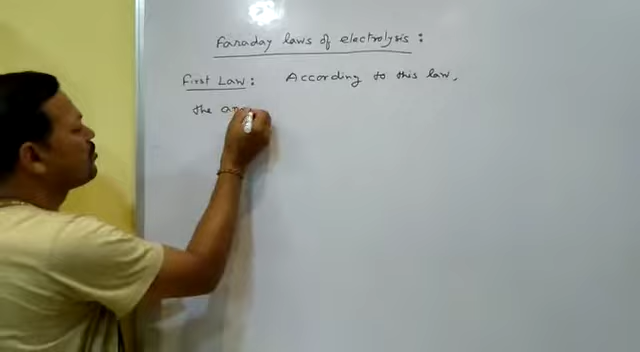 Faraday laws of electrolysis :
First Law : According to this law,
the